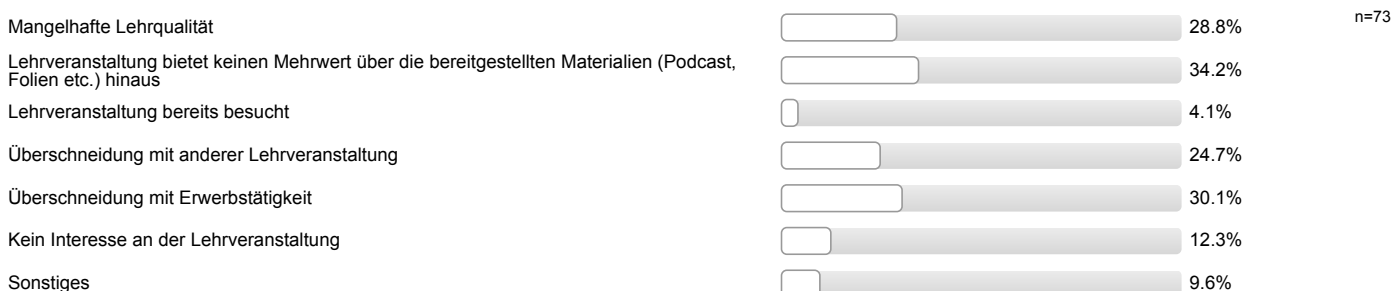 Mangelhafte Lehrqualität 28.8% n=73
Lehrveranstaltung bietet keinen Mehrwert über die bereitgestellten Materialien (Podcast,
Folien etc.) hinaus 34.2%
Lehrveranstaltung bereits besucht 4.1%
Überschneidung mit anderer Lehrveranstaltung 24.7%
Überschneidung mit Erwerbstätigkeit 30.1%
Kein Interesse an der Lehrveranstaltung 12.3%
Sonstiges 9.6%